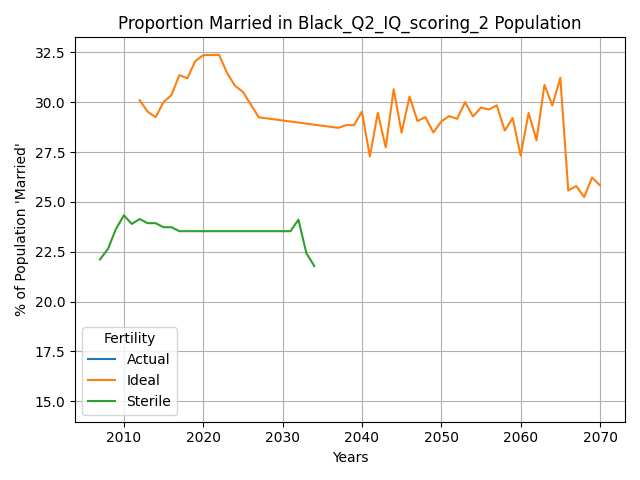 Proportion Married in Black_Q2_IQ_scoring_2 Population
% of Population 'Married'
32.5
30.0
27.5
25.0
22.5
20.0
17.5
15.0
Fertility
Actual
Ideal
Sterile
2010 2020 2030 2040 2050 2060 2070
Years